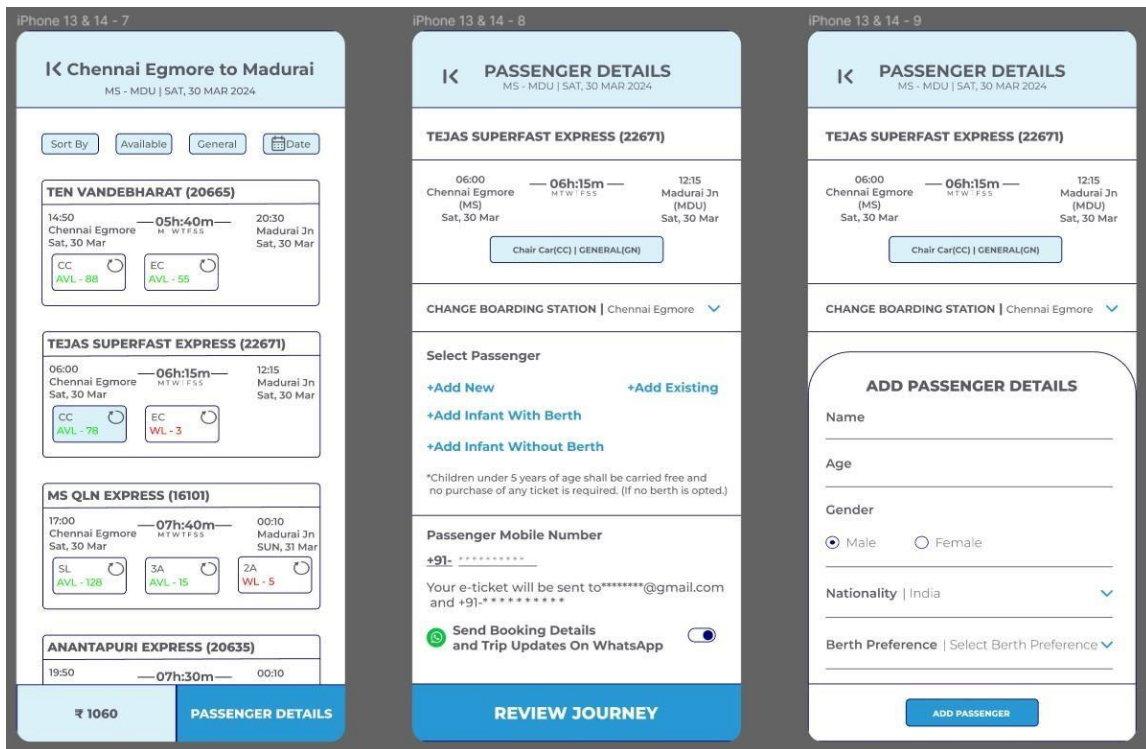 iPhone 13 & 14 - 7
Chennai Egmore to Madurai
MS - MDU | SAT, 30 MAR 2024
Sort By
Available
General
Date
TEN VANDEBHARAT (20665)
14:50
05h:40m
20:30
Chennai Egmore
M WTFSS
Madurai Jn
Sat, 30 Mar
Sat, 30 Mar
CC
AVL - 88
EC
AVL - 55
TEJAS SUPERFAST EXPRESS (22671)
06:00
06h:15m
12:15
Chennai Egmore
MTW FSS
Madurai Jn
Sat, 30 Mar
Sat, 30 Mar
CC
AVL - 78
EC
WL - 3
MS QLN EXPRESS (16101)
17:00
07h:40m
00:10
Chennai Egmore
MTWTFSS
Madurai Jn
Sat, 30 Mar
SUN, 31 Mar
SL
AVL - 128
3A
AVL - 15
2A
WL - 5
ANANTAPURI EXPRESS (20635)
19:50
07h:30m
00:10
₹ 1060
PASSENGER DETAILS
iPhone 13 & 14 - 8
PASSENGER DETAILS
MS - MDU | SAT, 30 MAR 2024
TEJAS SUPERFAST EXPRESS (22671)
06:00
06h:15m
12:15
Chennai Egmore
MTW FSS
Madurai Jn
(MS)
(MDU)
Sat, 30 Mar
Sat, 30 Mar
Chair Car(CC) | GENERAL(GN)
CHANGE BOARDING STATION | Chennai Egmore
Select Passenger
+Add New
+Add Existing
+Add Infant With Berth
+Add Infant Without Berth
*Children under 5 years of age shall be carried free and
no purchase of any ticket is required. (If no berth is opted.)
Passenger Mobile Number
+91- **********
Your e-ticket will be sent to********@gmail.com
and +91-**********
Send Booking Details
and Trip Updates On WhatsApp
REVIEW JOURNEY
iPhone 13 & 14 - 9
PASSENGER DETAILS
MS - MDU | SAT, 30 MAR 2024
TEJAS SUPERFAST EXPRESS (22671)
06:00
06h:15m
12:15
Chennai Egmore
MTW FSS
Madurai Jn
(MS)
(MDU)
Sat, 30 Mar
Sat, 30 Mar
Chair Car(CC) | GENERAL(GN)
CHANGE BOARDING STATION | Chennai Egmore
ADD PASSENGER DETAILS
Name
Age
Gender
Male
Female
Nationality | India
Berth Preference | Select Berth Preference
ADD PASSENGER